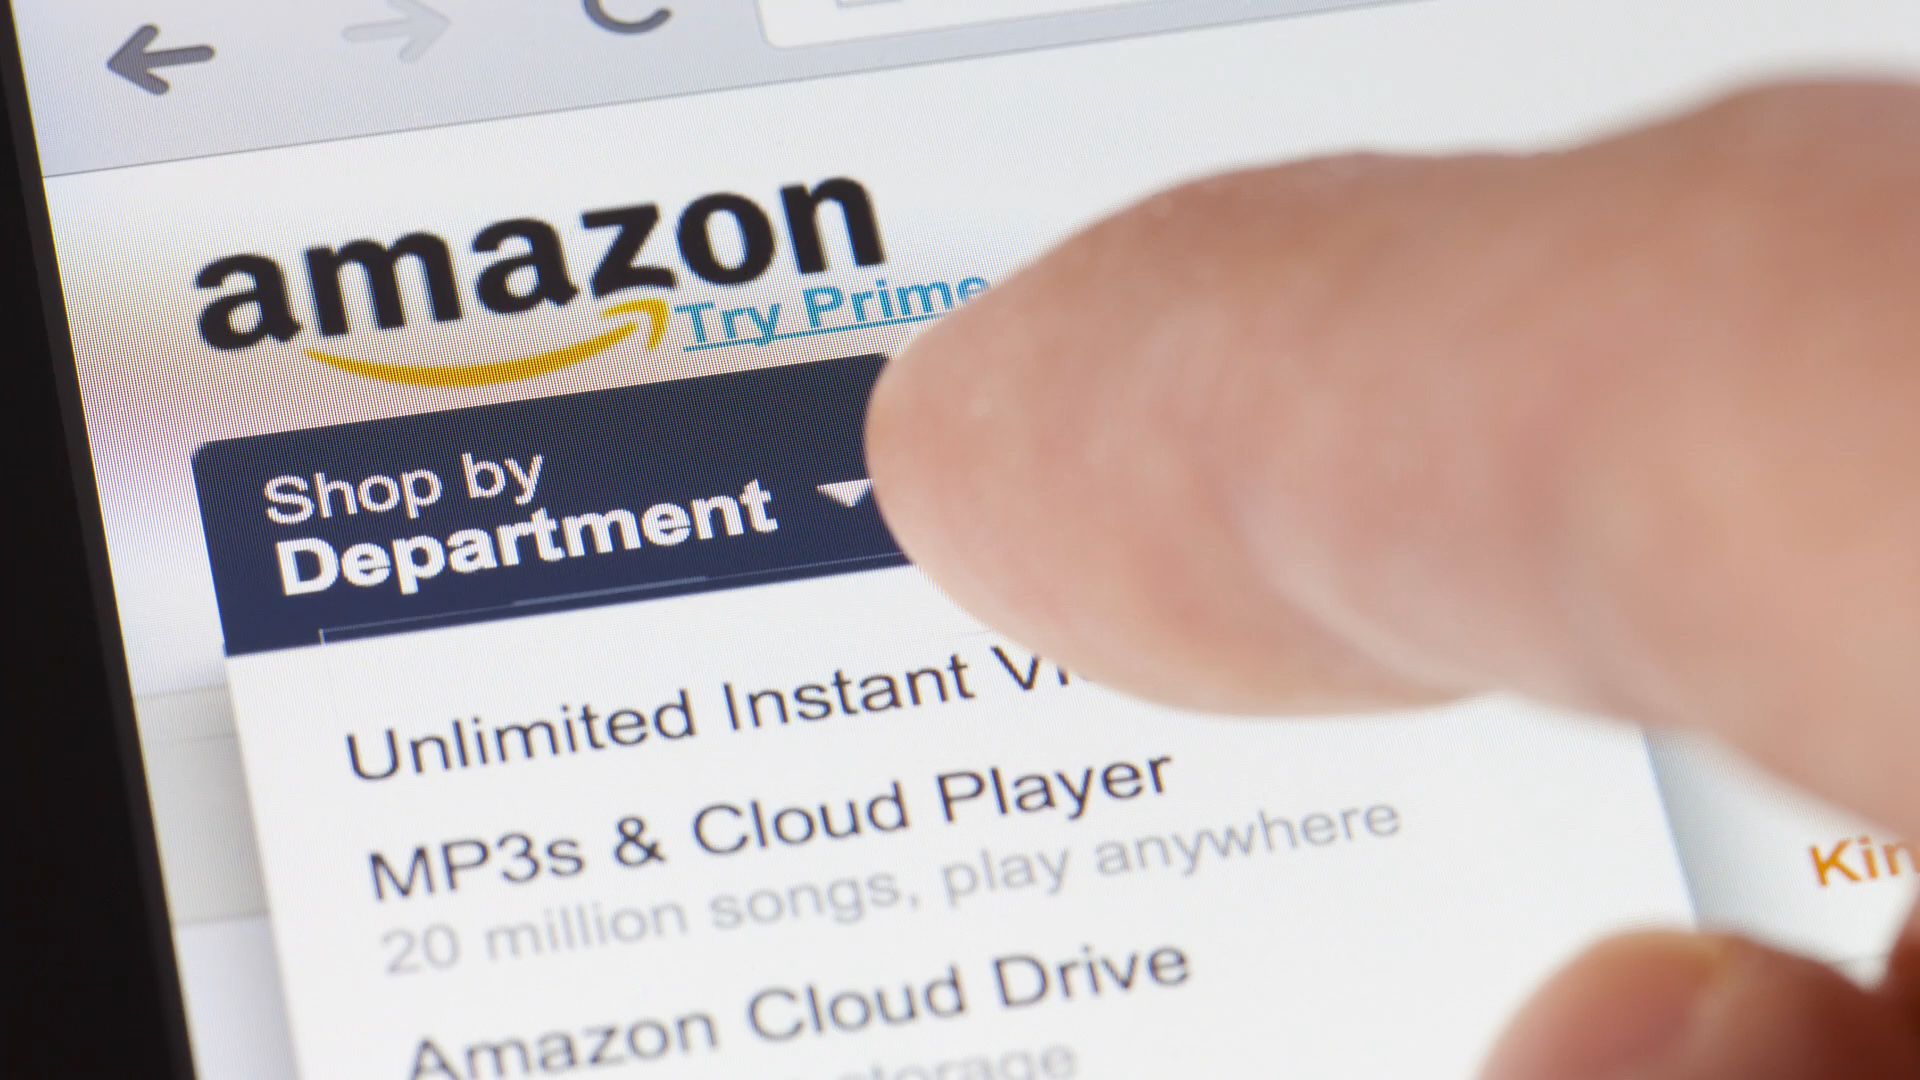 amazon
Try Prime
Shop by
Department
Unlimited Instant
MP3s & Cloud Player
20 million songs, play anywhere
Amazon Cloud Drive
storage